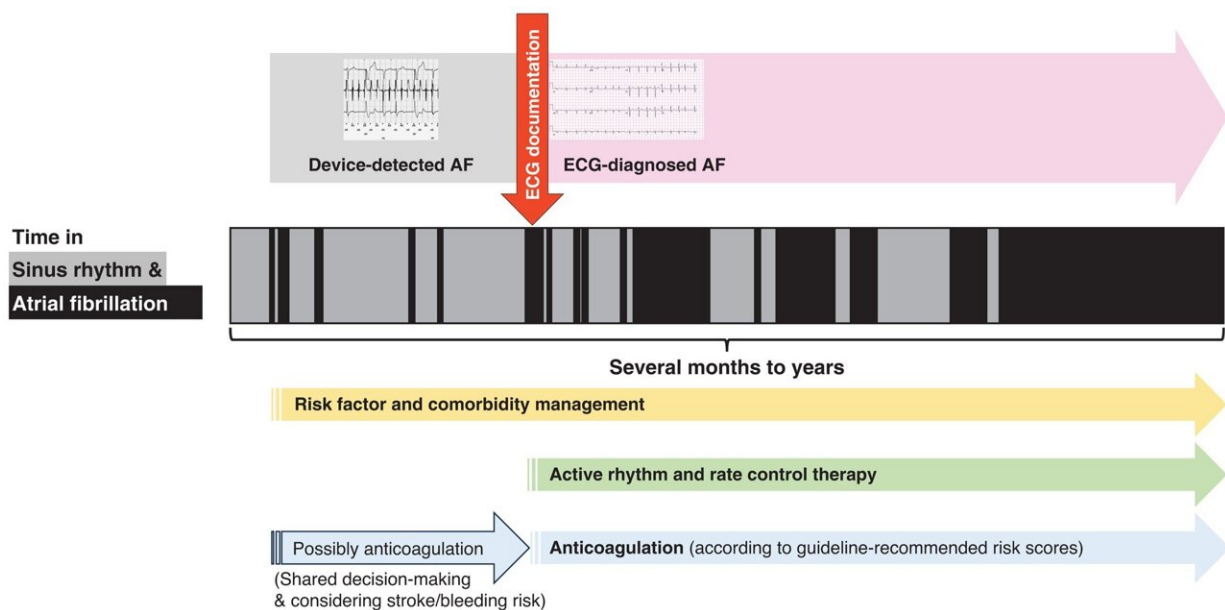 ECG documentation
Device-detected AF
ECG-diagnosed AF
Time in
Sinus rhythm &
Atrial fibrillation
Several months to years
Risk factor and comorbidity management
Active rhythm and rate control therapy
Possibly anticoagulation
(Shared decision-making
& considering stroke/bleeding risk)
Anticoagulation (according to guideline-recommended risk scores)